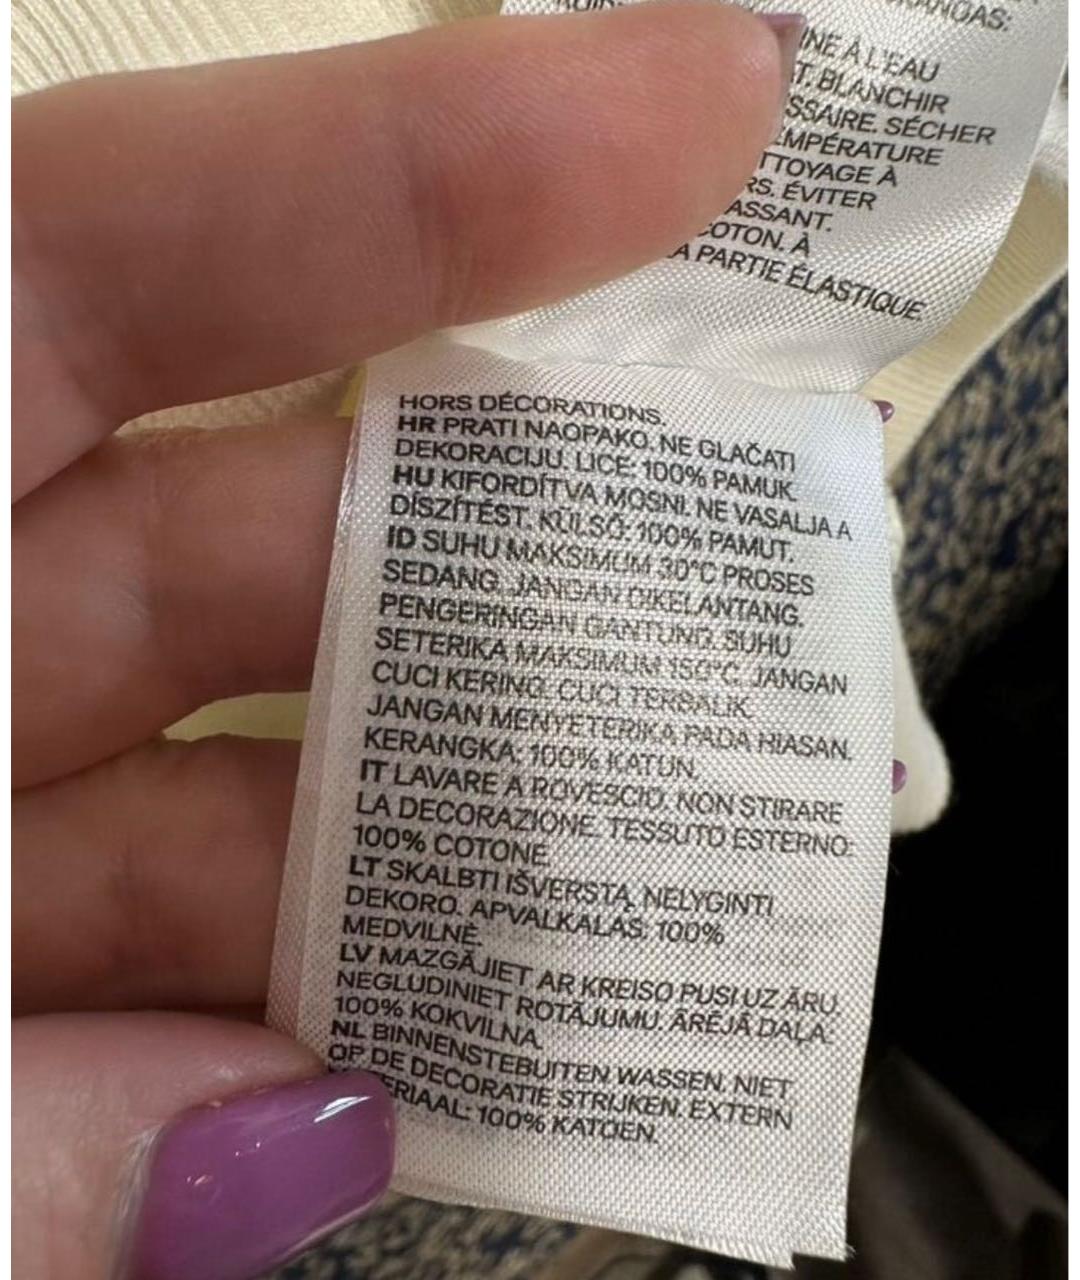 INE À L'EAU
T. BLANCHIR
SSAIRE. SÉCHER
EMPÉRATURE
TTOYAGE À
RS. ÉVITER
ASSANT.
COTON. À
LA PARTIE ÉLASTIQUE.
HORS DÉCORATIONS.
HR PRATI NAOPAKO. NE GLAČATI
DEKORACIJU. LICE: 100% PAMUK.
HU KIFORDÍTVA MOSNI. NE VASALJA A
DÍSZÍTÉST. KÜLSŐ: 100% PAMUT.
ID SUHU MAKSIMUM 30°C PROSES
SEDANG. JANGAN DIKELANTANG.
PENGERINGAN GANTUNG. SUHU
SETERIKA MAKSIMUM 150°C. JANGAN
CUCI KERING. CUCI TERBALIK.
JANGAN MENYETERIKA PADA HIASAN.
KERANGKA: 100% KATUN.
IT LAVARE A ROVESCIO. NON STIRARE
LA DECORAZIONE. TESSUTO ESTERNO:
100% COTONE.
LT SKALBTI IŠVERSTĄ. NELYGINTI
DEKORO. APVALKALAS: 100%
MEDVILNĖ.
LV MAZGĀJIET AR KREISO PUSI UZ ĀRU.
NEGLUDINIET ROTĀJUMU. ĀRĒJĀ DAĻA:
100% KOKVILNA.
NL BINNENSTEBUITEN WASSEN. NIET
OP DE DECORATIE STRIJKEN. EXTERN
ERIAAL: 100% KATOEN.